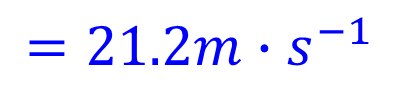 = 21.2m · s⁻¹